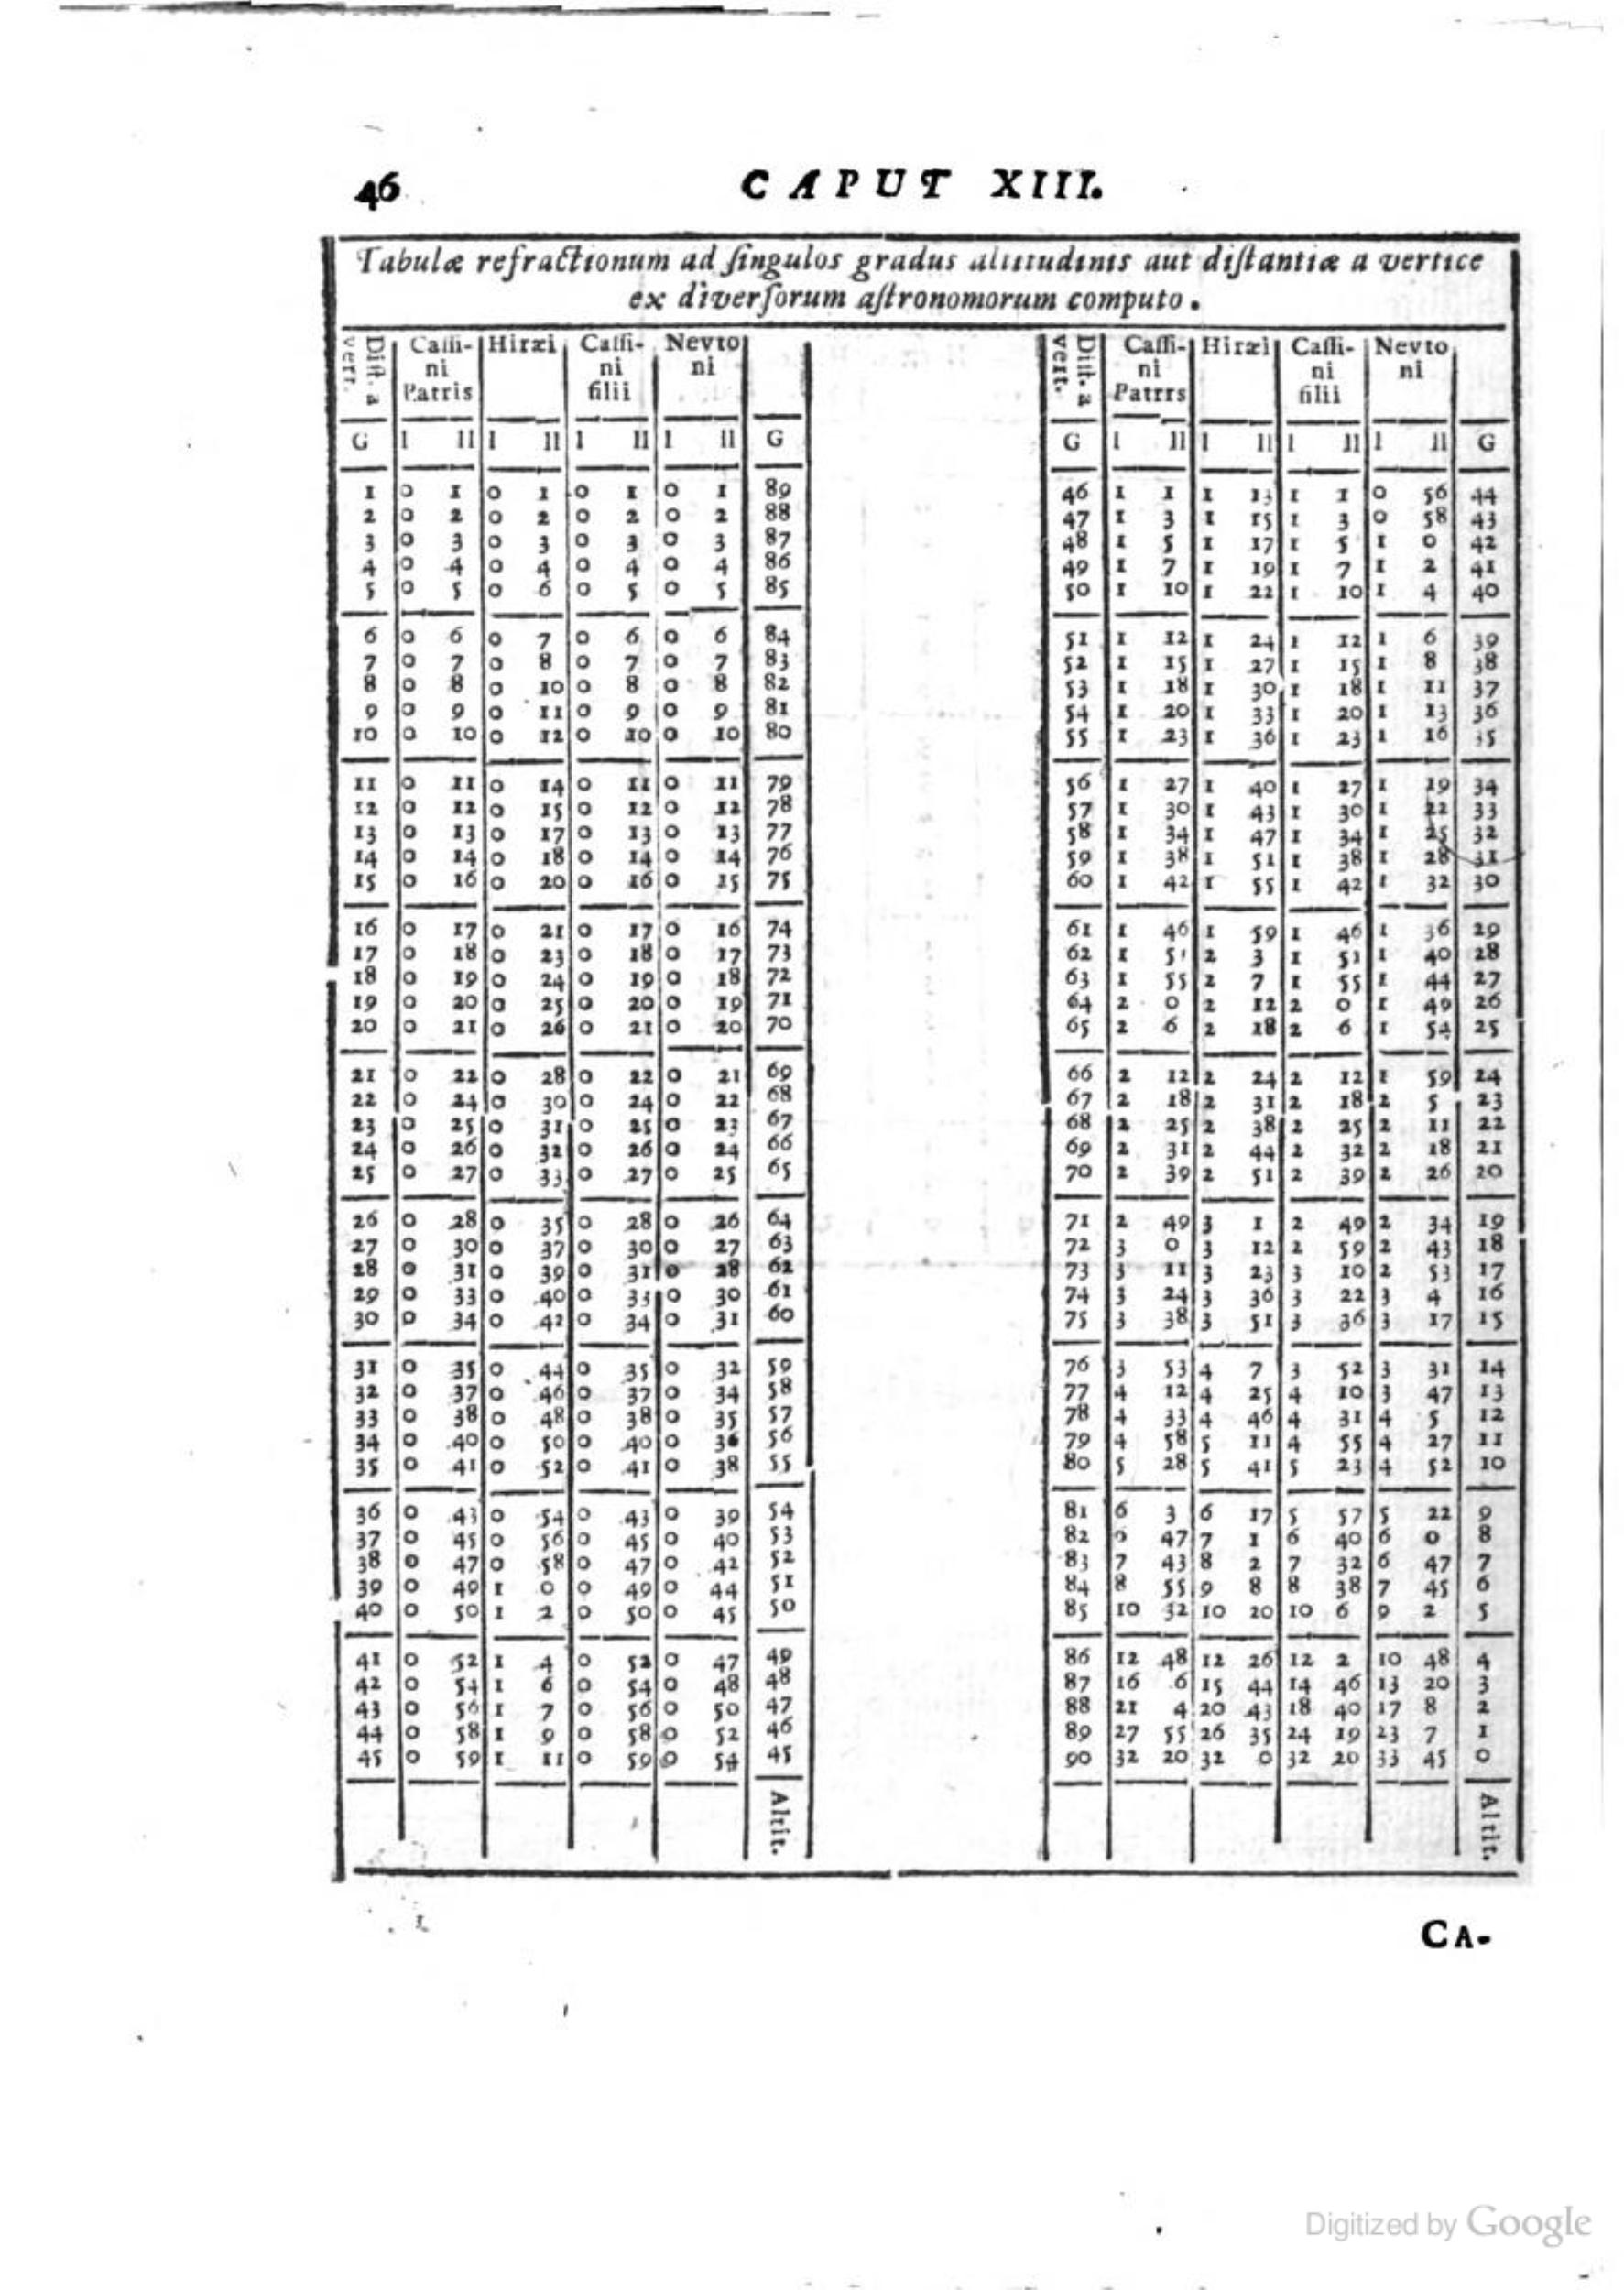 46 CAPUT XIII.
Tabulæ refractionum ad ſingulos gradus altitudinis aut diſtantiæ a vertice
ex diverſorum aſtronomorum computo.
Diſt. a vert. Caſſi- Hiræi Caſſi- Nevto Diſt. a vert. Caſſi- Hiræi Caſſi- Nevto
ni ni ni ni ni ni
Patris filii Patrrs filii
G I II I II I II I II G G I II I II I II I II G
1 0 1 0 1 0 1 0 1 89 46 1 1 1 13 1 1 0 56 44
2 0 2 0 2 0 2 0 2 88 47 1 3 1 15 1 3 0 58 43
3 0 3 0 3 0 3 0 3 87 48 1 5 1 17 1 5 1 0 42
4 0 4 0 4 0 4 0 4 86 49 1 7 1 19 1 7 1 2 41
5 0 5 0 6 0 5 0 5 85 50 1 10 1 22 1 10 1 4 40
6 0 6 0 7 0 6 0 6 84 51 1 12 1 24 1 12 1 6 39
7 0 7 0 8 0 7 0 7 83 52 1 15 1 27 1 15 1 8 38
8 0 8 0 10 0 8 0 8 82 53 1 18 1 30 1 18 1 11 37
9 0 9 0 11 0 9 0 9 81 54 1 20 1 33 1 20 1 13 36
10 0 10 0 12 0 10 0 10 80 55 1 23 1 36 1 23 1 16 35
11 0 11 0 14 0 11 0 11 79 56 1 27 1 40 1 27 1 19 34
12 0 12 0 15 0 12 0 12 78 57 1 30 1 43 1 30 1 22 33
13 0 13 0 17 0 13 0 13 77 58 1 34 1 47 1 34 1 25 32
14 0 14 0 18 0 14 0 14 76 59 1 38 1 51 1 38 1 28 31
15 0 16 0 20 0 16 0 15 75 60 1 42 1 55 1 42 1 32 30
16 0 17 0 21 0 17 0 16 74 61 1 46 1 59 1 46 1 36 29
17 0 18 0 23 0 18 0 17 73 62 1 51 2 3 1 51 1 40 28
18 0 19 0 24 0 19 0 18 72 63 1 55 2 7 1 55 1 44 27
19 0 20 0 25 0 20 0 19 71 64 2 0 2 12 2 0 1 49 26
20 0 21 0 26 0 21 0 20 70 65 2 6 2 18 2 6 1 54 25
21 0 22 0 28 0 22 0 21 69 66 2 12 2 24 2 12 1 59 24
22 0 24 0 30 0 24 0 22 68 67 2 18 2 31 2 18 2 5 23
23 0 25 0 31 0 25 0 23 67 68 2 25 2 38 2 25 2 11 22
24 0 26 0 32 0 26 0 24 66 69 2 31 2 44 2 32 2 18 21
25 0 27 0 33 0 27 0 25 65 70 2 39 2 51 2 39 2 26 20
26 0 28 0 35 0 28 0 26 64 71 2 49 3 1 2 49 2 34 19
27 0 30 0 37 0 30 0 27 63 72 3 0 3 12 2 59 2 43 18
28 0 31 0 39 0 31 0 28 62 73 3 11 3 23 3 10 2 53 17
29 0 33 0 40 0 33 0 30 61 74 3 24 3 36 3 22 3 4 16
30 0 34 0 42 0 34 0 31 60 75 3 38 3 51 3 36 3 17 15
31 0 35 0 44 0 35 0 32 59 76 3 53 4 7 3 52 3 31 14
32 0 37 0 46 0 37 0 34 58 77 4 12 4 25 4 10 3 47 13
33 0 38 0 48 0 38 0 35 57 78 4 33 4 46 4 31 4 5 12
34 0 40 0 50 0 40 0 36 56 79 4 58 5 11 4 55 4 27 11
35 0 41 0 52 0 41 0 38 55 80 5 28 5 41 5 23 4 52 10
36 0 43 0 54 0 43 0 39 54 81 6 3 6 17 5 57 5 22 9
37 0 45 0 56 0 45 0 40 53 82 6 47 7 1 6 40 6 0 8
38 0 47 0 58 0 47 0 42 52 83 7 43 8 2 7 32 6 47 7
39 0 49 1 0 0 49 0 44 51 84 8 55 9 8 8 38 7 45 6
40 0 50 1 2 0 50 0 45 50 85 10 32 10 20 10 6 9 2 5
41 0 52 1 4 0 52 0 47 49 86 12 48 12 26 12 2 10 48 4
42 0 54 1 6 0 54 0 48 48 87 16 6 15 44 14 46 13 20 3
43 0 56 1 7 0 56 0 50 47 88 21 4 20 43 18 40 17 8 2
44 0 58 1 9 0 58 0 52 46 89 27 55 26 35 24 19 23 7 1
45 0 59 1 11 0 59 0 54 45 90 32 20 32 0 32 20 33 45 0
Altit. Altit.
CA-
Digitized by Google